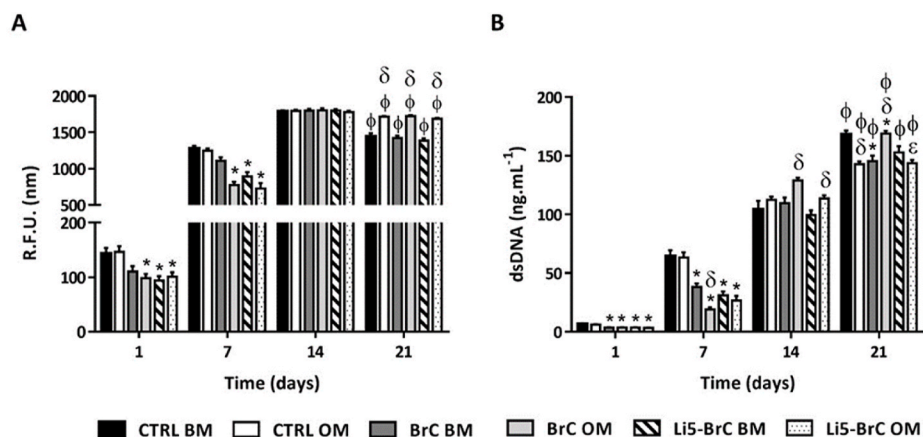 A
R.F.U. (nm)
2000
1500
1000
500
200
100
0
* * *
* * *
δ δ δ
ϕ ϕ ϕ ϕ ϕ ϕ
1 7 14 21
Time (days)
B
dsDNA (ng.mL-1)
200
150
100
50
0
* * * *
* δ * * *
δ δ
ϕ ϕ δ ϕ * ϕ δ * ϕ ϕ ε
1 7 14 21
Time (days)
CTRL BM CTRL OM BrC BM BrC OM Li5-BrC BM Li5-BrC OM